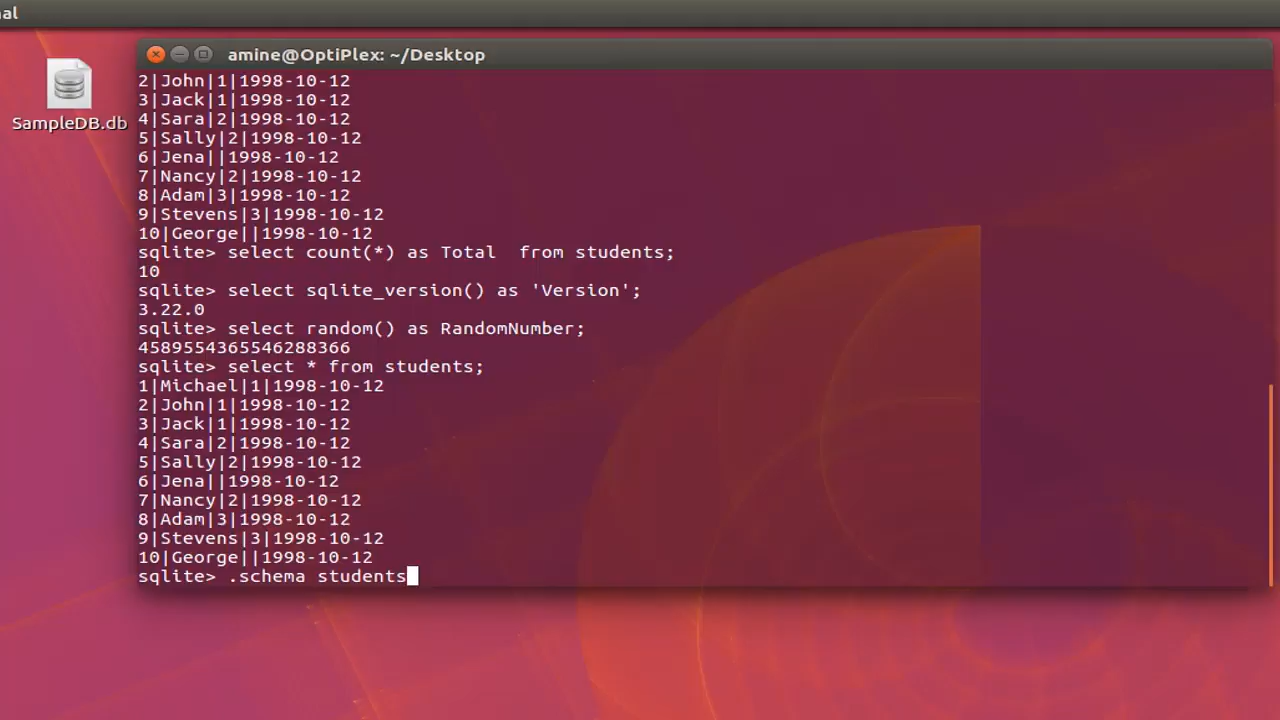 al
amine@OptiPlex: ~/Desktop
SampleDB.db
2|John|1|1998-10-12
3|Jack|1|1998-10-12
4|Sara|2|1998-10-12
5|Sally|2|1998-10-12
6|Jena||1998-10-12
7|Nancy|2|1998-10-12
8|Adam|3|1998-10-12
9|Stevens|3|1998-10-12
10|George||1998-10-12
sqlite> select count(*) as Total  from students;
10
sqlite> select sqlite_version() as 'Version';
3.22.0
sqlite> select random() as RandomNumber;
4589554365546288366
sqlite> select * from students;
1|Michael|1|1998-10-12
2|John|1|1998-10-12
3|Jack|1|1998-10-12
4|Sara|2|1998-10-12
5|Sally|2|1998-10-12
6|Jena||1998-10-12
7|Nancy|2|1998-10-12
8|Adam|3|1998-10-12
9|Stevens|3|1998-10-12
10|George||1998-10-12
sqlite> .schema students